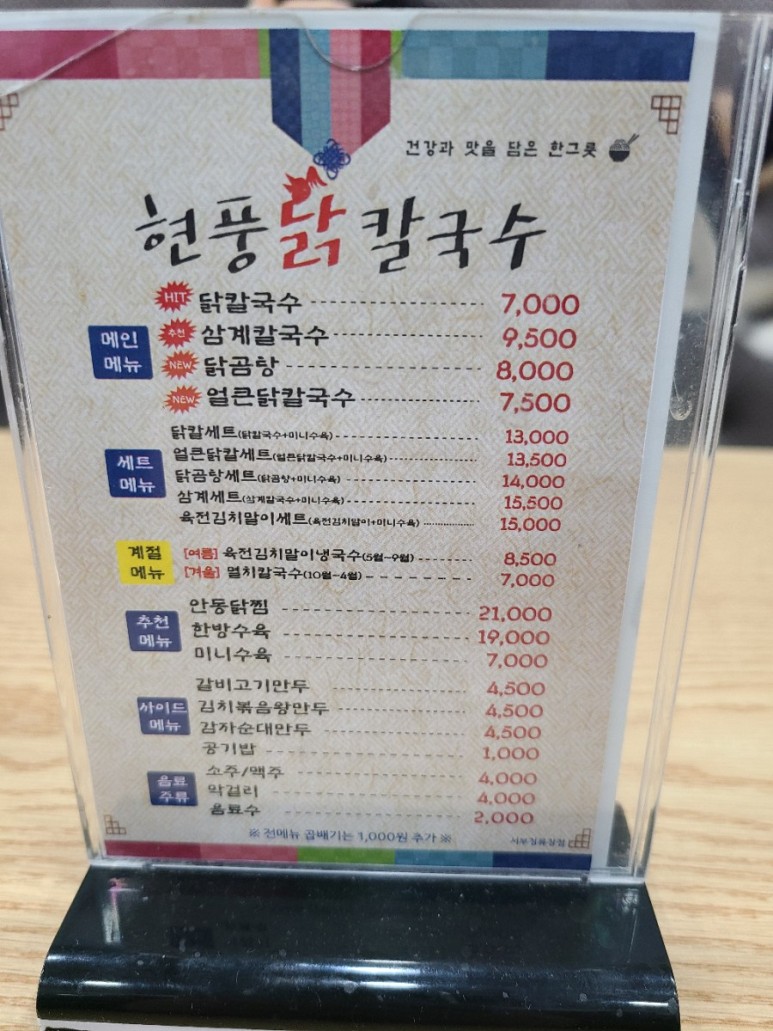 건강과 맛을 담은 한그릇
현풍닭칼국수
메인 메뉴
HIT 닭칼국수 7,000
추천 삼계칼국수 9,500
NEW 닭곰탕 8,000
NEW 얼큰닭칼국수 7,500
세트 메뉴
닭칼세트(닭칼국수+미니수육) 13,000
얼큰닭칼세트(얼큰닭칼국수+미니수육) 13,500
닭곰탕세트(닭곰탕+미니수육) 14,000
삼계세트(삼계칼국수+미니수육) 15,500
육전김치말이세트(육전김치말이+미니수육) 15,000
계절 메뉴
[여름] 육전김치말이냉국수(5월~9월) 8,500
[겨울] 멸치칼국수(10월~4월) 7,000
추천 메뉴
안동닭찜 21,000
한방수육 19,000
미니수육 7,000
사이드 메뉴
갈비고기만두 4,500
김치볶음왕만두 4,500
감자순대만두 4,500
공기밥 1,000
음료 주류
소주/맥주 4,000
막걸리 4,000
음료수 2,000
※ 전메뉴 곱빼기는 1,000원 추가 ※